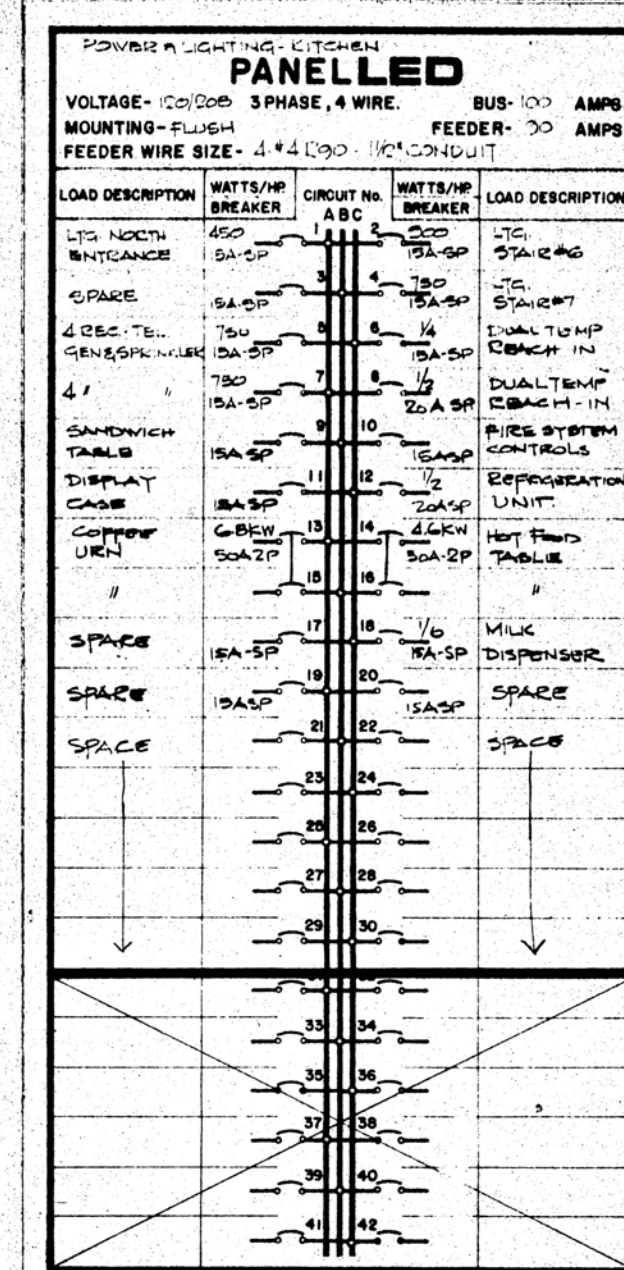 POWER & LIGHTING - KITCHEN
PANEL LED
VOLTAGE- 120/208 3 PHASE, 4 WIRE. BUS- 100 AMPS
MOUNTING- FLUSH FEEDER- 30 AMPS
FEEDER WIRE SIZE- 4 #4 R90 - 1 1/2" CONDUIT
LOAD DESCRIPTION WATTS/HP BREAKER CIRCUIT No. A B C WATTS/HP BREAKER LOAD DESCRIPTION
LTG. NORTH 450 1 2 900 LTG.
ENTRANCE 15A-SP 15A-SP STAIR #6
3 4 750 LTG.
SPARE 15A-SP 15A-SP STAIR #7
4 REC. - TEL. 750 5 6 1/4 DUAL TEMP
GEN & SPRINKLER 15A-SP 15A-SP REACH IN
4 " " 750 7 8 1/2 DUAL TEMP
15A-SP 20A SP REACH-IN
SANDWICH 9 10 FIRE SYSTEM
TABLE 15A SP 15A SP CONTROLS
DISPLAY 11 12 1/2 REFRIGERATION
CASE 15A SP 20A SP UNIT
COFFEE 6.8KW 13 14 4.6KW HOT FOOD
URN 50A 2P 30A-2P TABLE
" 15 16 "
SPARE 17 18 1/6 MILK
15A-SP 15A-SP DISPENSER
SPARE 19 20 SPARE
15A SP 15A SP
SPACE 21 22 SPACE
23 24
25 26
27 28
29 30
33 34
35 36
37 38
39 40
41 42